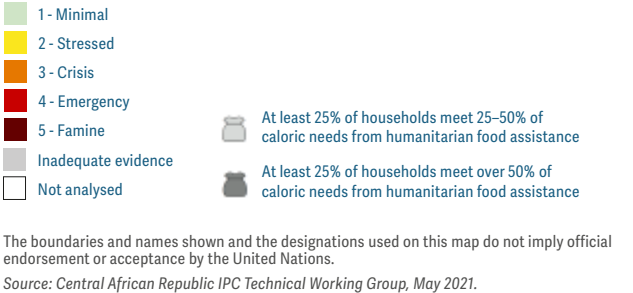 1 - Minimal
2 - Stressed
3 - Crisis
4 - Emergency
5 - Famine
Inadequate evidence
Not analysed
At least 25% of households meet 25–50% of
caloric needs from humanitarian food assistance
At least 25% of households meet over 50% of
caloric needs from humanitarian food assistance
The boundaries and names shown and the designations used on this map do not imply official
endorsement or acceptance by the United Nations.
Source: Central African Republic IPC Technical Working Group, May 2021.